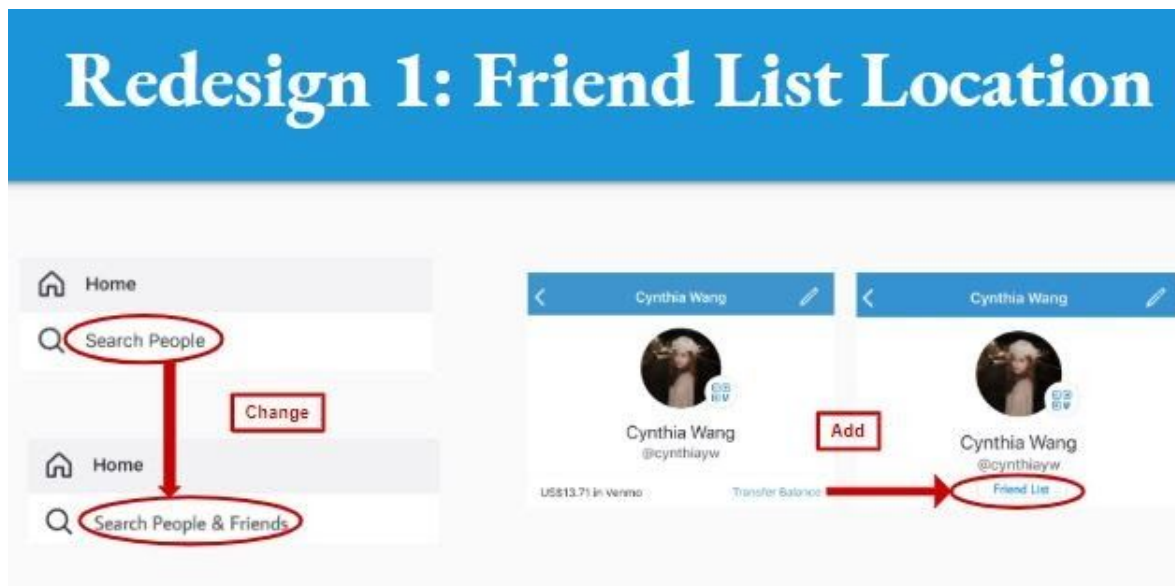 Redesign 1: Friend List Location
Home
Search People
Change
Home
Search People & Friends
Cynthia Wang
Cynthia Wang
@cynthiayw
US$13.71 in Venmo
Transfer Balance
Add
Cynthia Wang
Cynthia Wang
@cynthiayw
Friend List